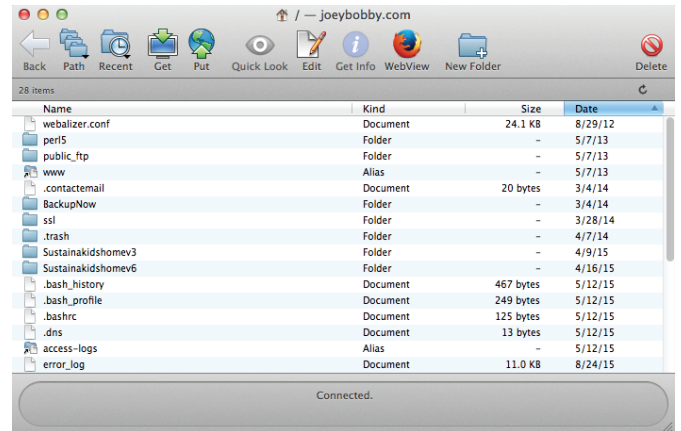 / — joeybobby.com
Back Path Recent Get Put Quick Look Edit Get Info WebView New Folder Delete
28 items
Name Kind Size Date
webalizer.conf Document 24.1 KB 8/29/12
perl5 Folder – 5/7/13
public_ftp Folder – 5/7/13
www Alias – 5/7/13
.contactemail Document 20 bytes 3/4/14
BackupNow Folder – 3/4/14
ssl Folder – 3/28/14
.trash Folder – 4/7/14
Sustainakidshomev3 Folder – 4/9/15
Sustainakidshomev6 Folder – 4/16/15
.bash_history Document 467 bytes 5/12/15
.bash_profile Document 249 bytes 5/12/15
.bashrc Document 125 bytes 5/12/15
.dns Document 13 bytes 5/12/15
access-logs Alias – 5/12/15
error_log Document 11.0 KB 8/24/15
Connected.